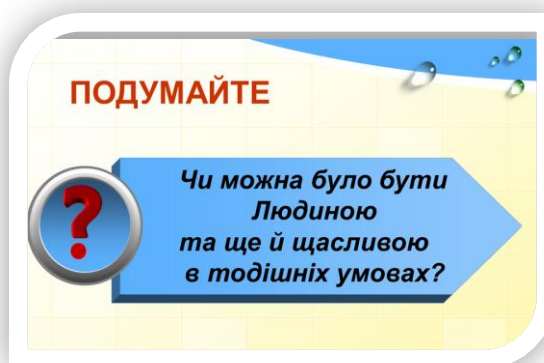 ПОДУМАЙТЕ
?
Чи можна було бути
Людиною
та ще й щасливою
в тодішніх умовах?